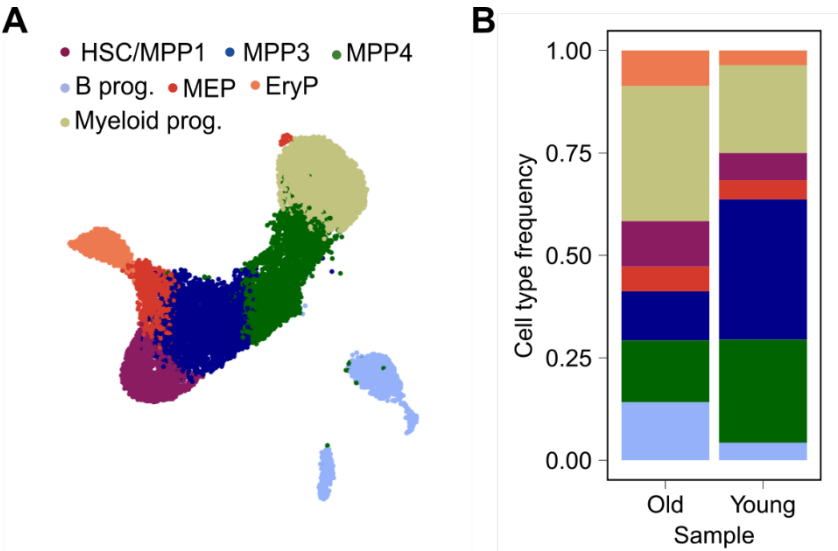 A
HSC/MPP1 MPP3 MPP4
B prog. MEP EryP
Myeloid prog.
B
Cell type frequency
1.00
0.75
0.50
0.25
0.00
Old Young
Sample